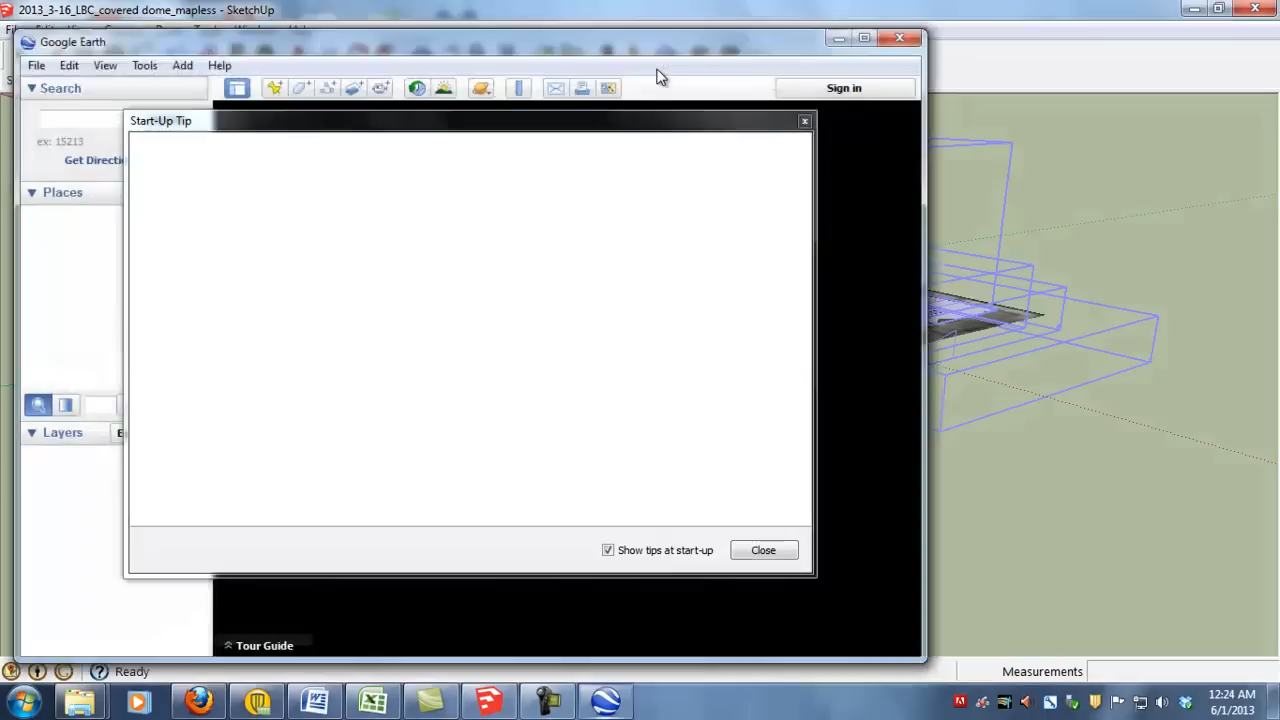 2013_3-16_LBC_covered dome_mapless - SketchUp
Google Earth
File Edit View Tools Add Help
Search
Sign in
Start-Up Tip
ex: 15213
Get Directi
Places
Layers
Show tips at start-up
Close
Tour Guide
Ready
Measurements
12:24 AM
6/1/2013